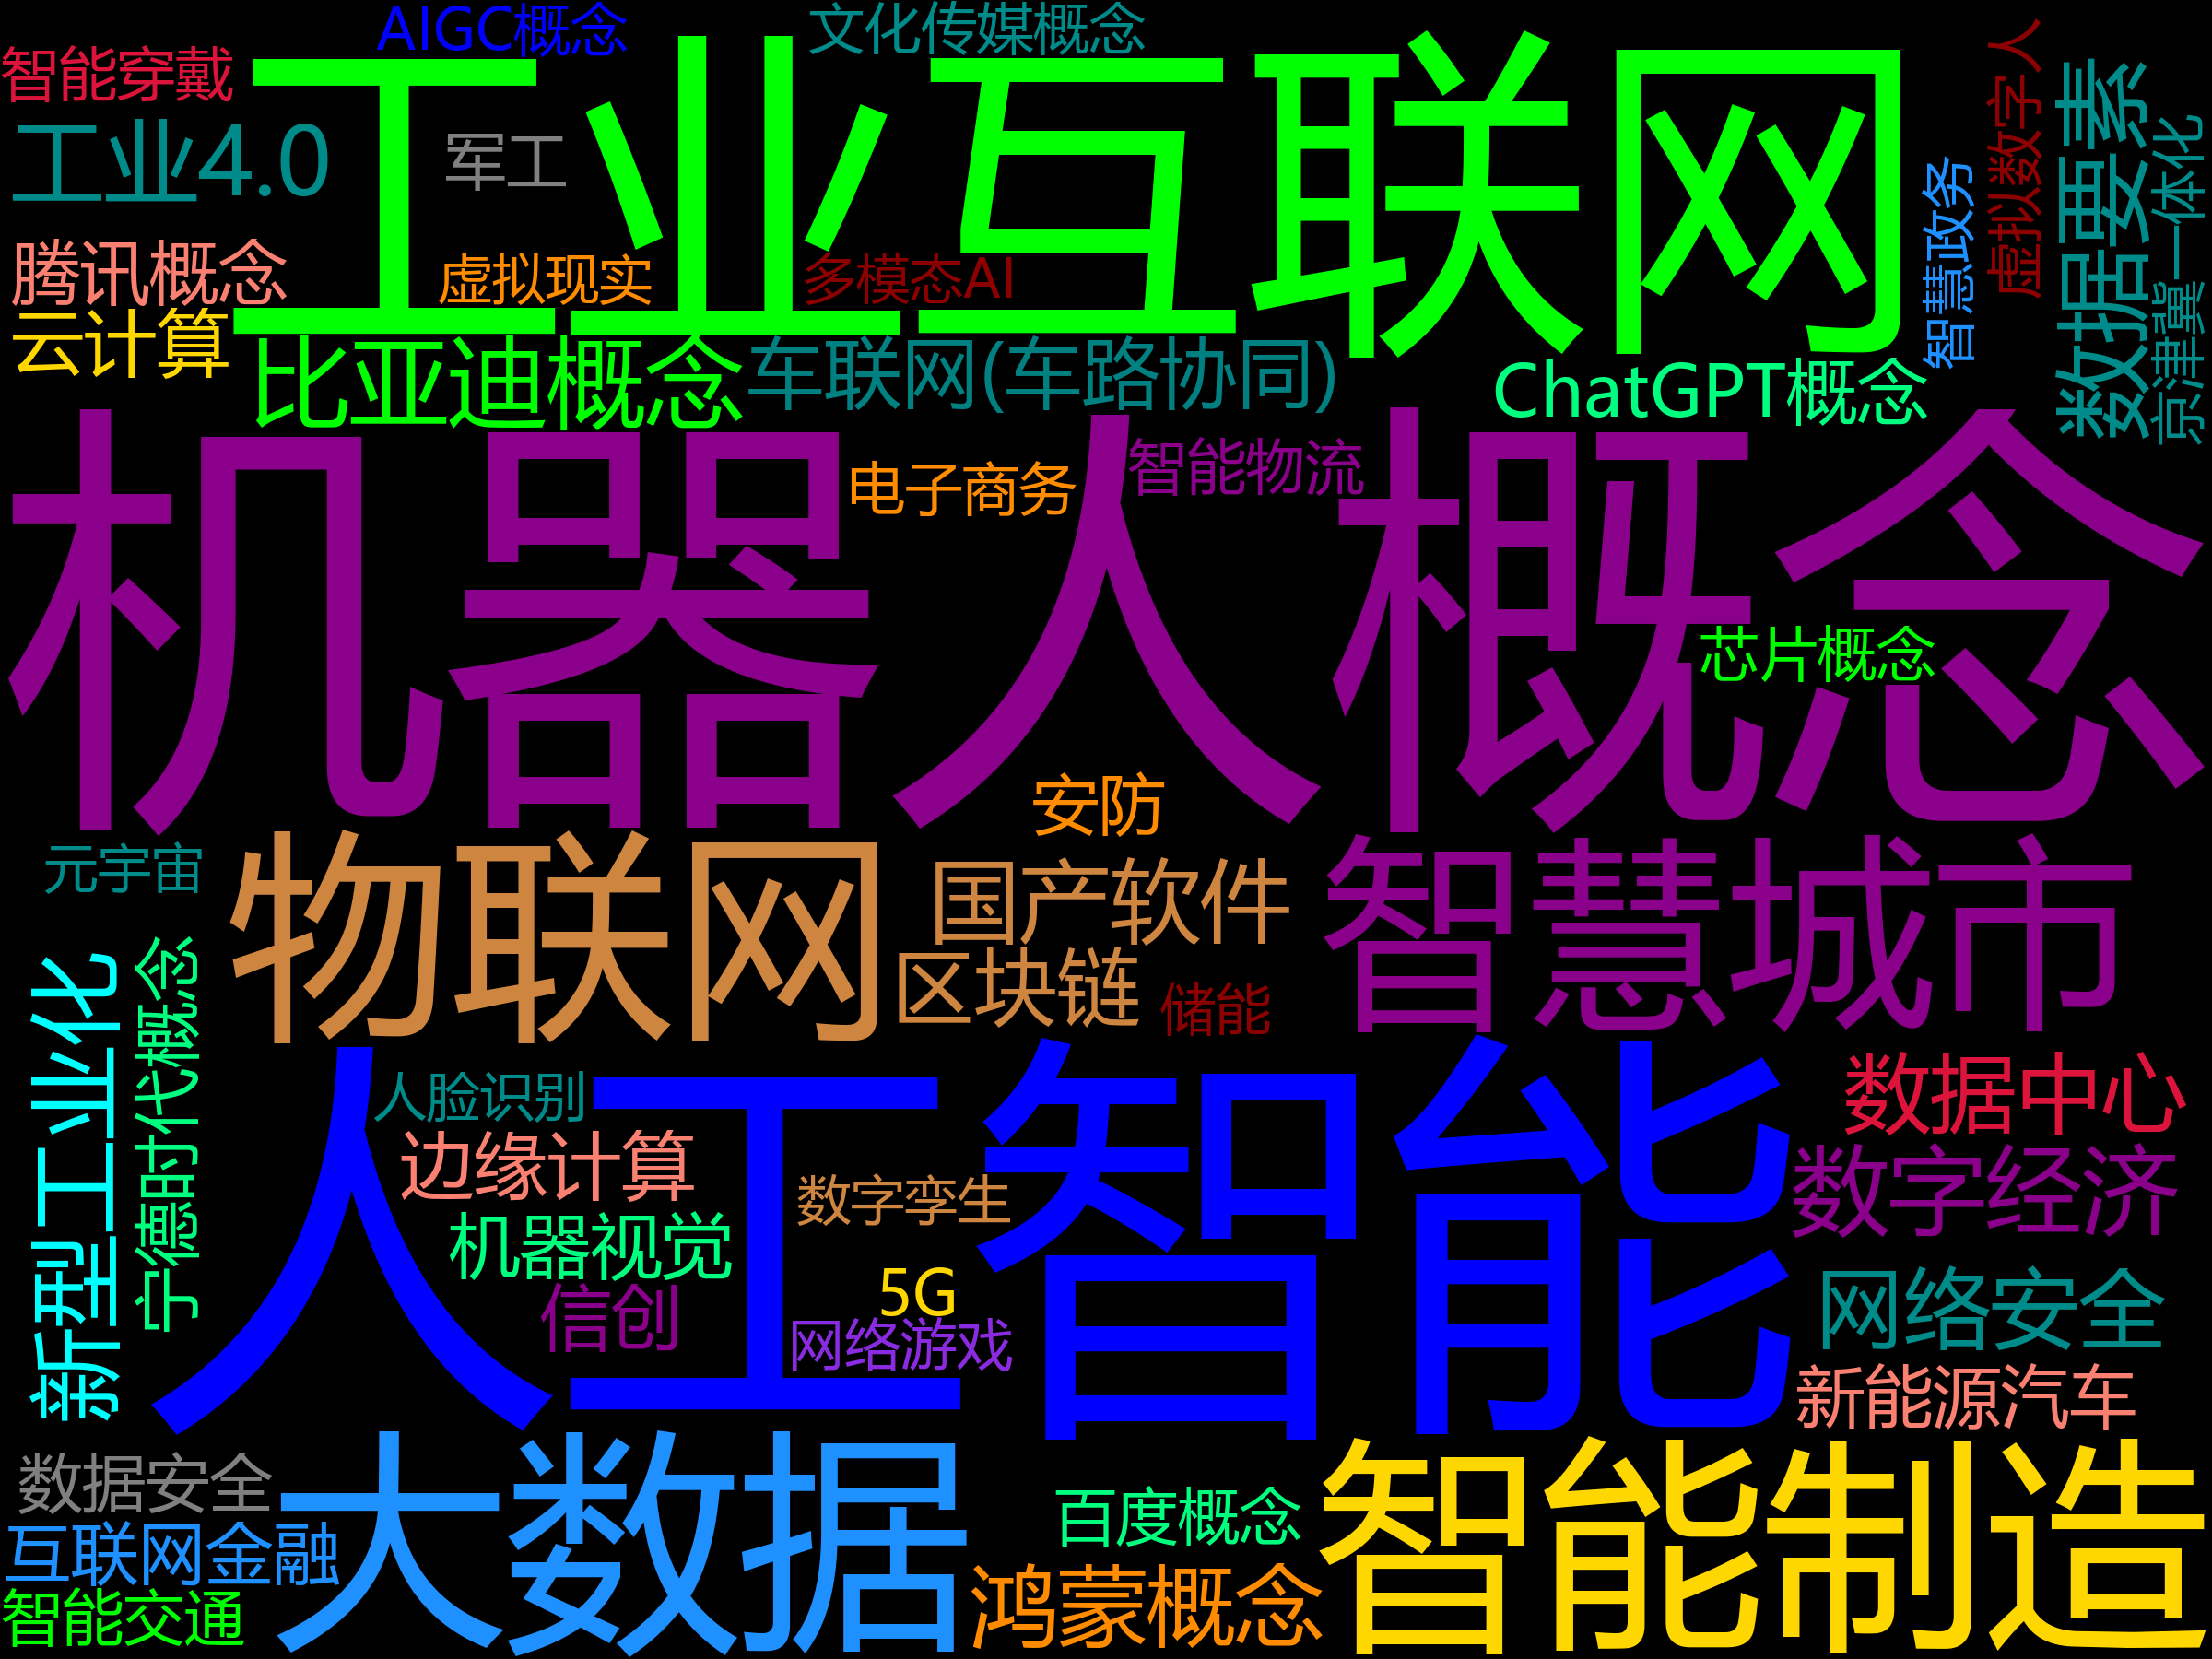 AIGC概念
文化传媒概念
智能穿戴
工业互联网
工业4.0
军工
虚拟数字人
数据要素
京津冀一体化
智慧政务
腾讯概念
虚拟现实
多模态AI
云计算
比亚迪概念
车联网(车路协同)
ChatGPT概念
机器人概念
电子商务
智能物流
芯片概念
安防
元宇宙
物联网
国产软件
智慧城市
区块链
储能
新型工业化
宁德时代概念
人工智能
人脸识别
边缘计算
数据中心
数字经济
数字孪生
机器视觉
5G
信创
网络游戏
网络安全
新能源汽车
数据安全
大数据
智能制造
百度概念
互联网金融
鸿蒙概念
智能交通